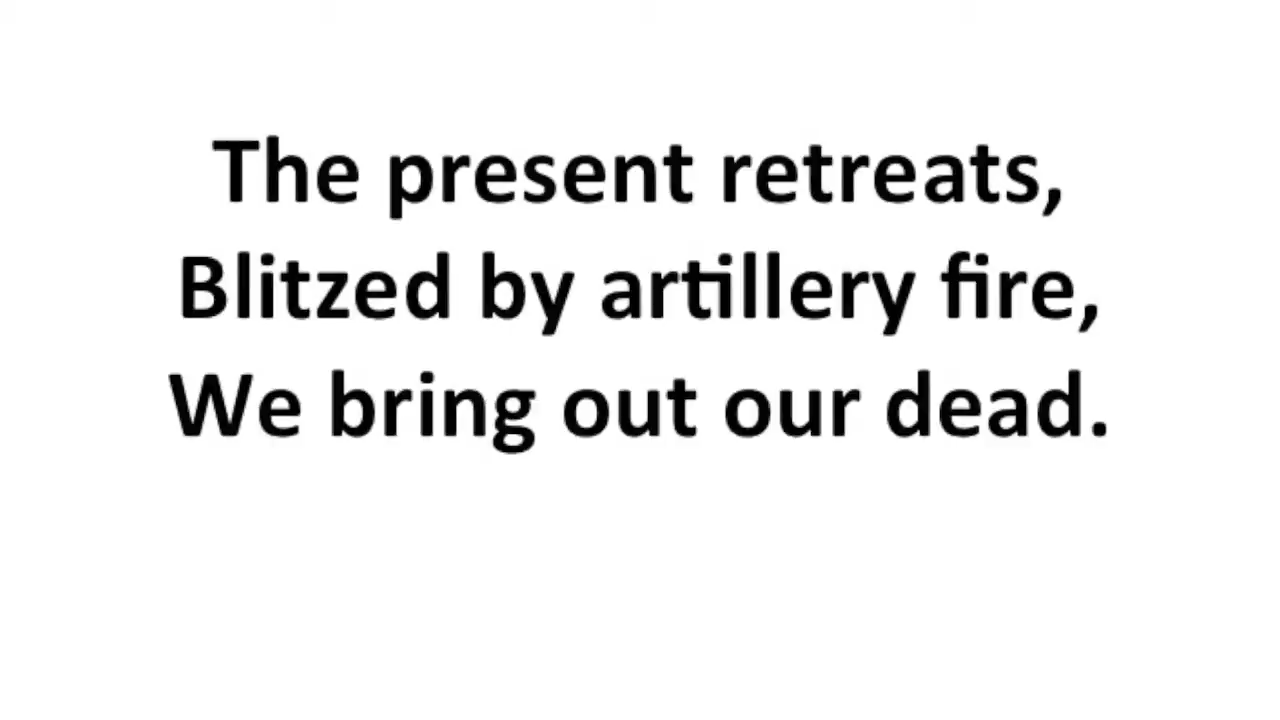 The present retreats,
Blitzed by artillery fire,
We bring out our dead.